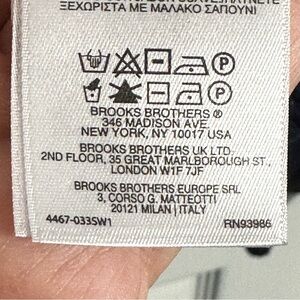 ΞΕΧΩΡΙΣΤΑ ΜΕ ΜΑΛΑΚΟ ΣΑΠΟΥΝΙ
P
P
BROOKS BROTHERS ®
346 MADISON AVE.
NEW YORK, NY 10017 USA
BROOKS BROTHERS UK LTD.
2ND FLOOR, 35 GREAT MARLBOROUGH ST.,
LONDON W1F 7JF
BROOKS BROTHERS EUROPE SRL
3, CORSO G. MATTEOTTI
20121 MILAN | ITALY
4467-033SW1 RN93986